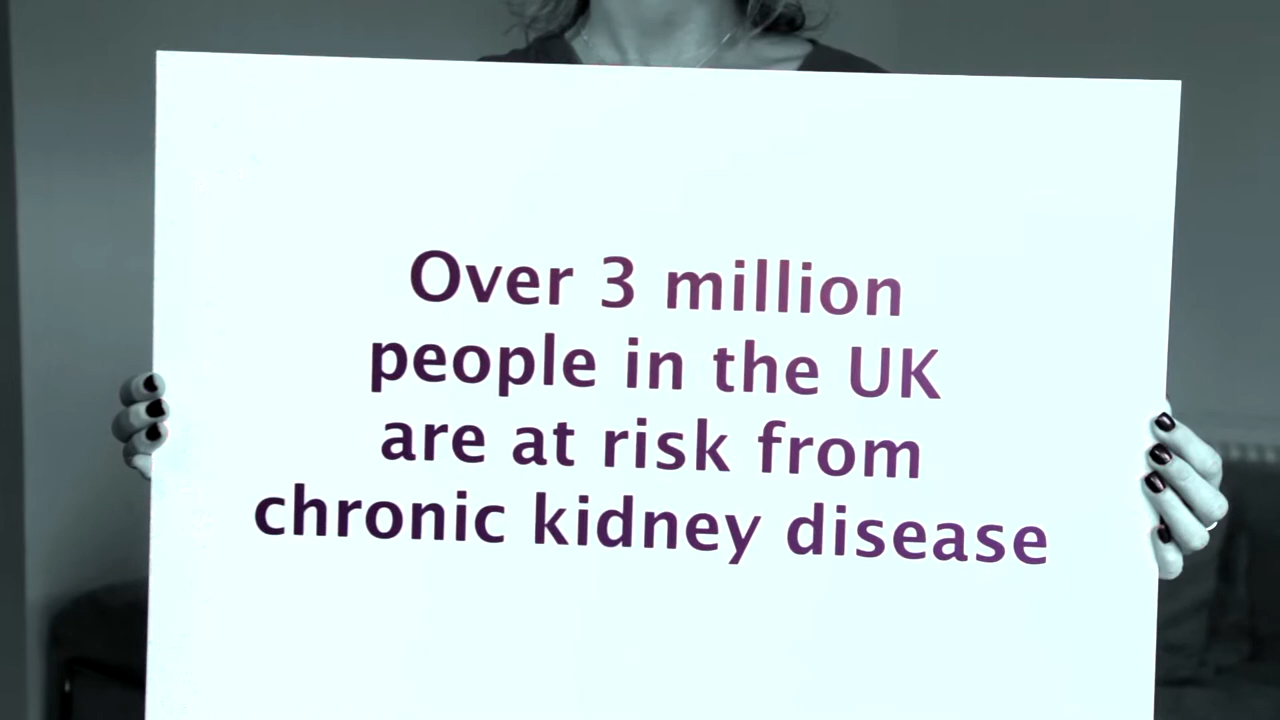 Over 3 million
people in the UK
are at risk from
chronic kidney disease